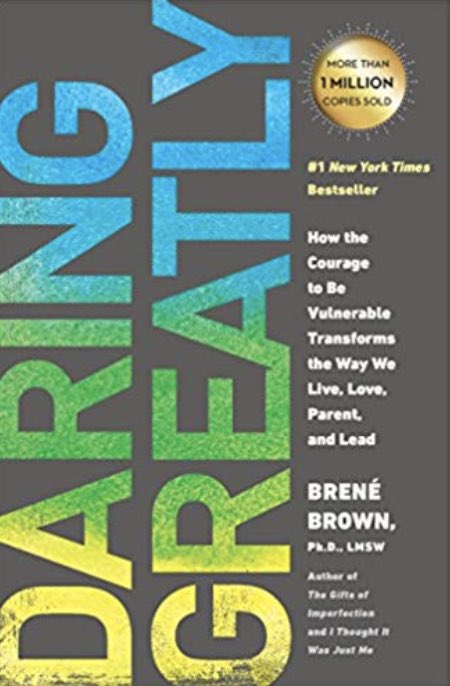 DARING
GREATLY
MORE THAN
1 MILLION
COPIES SOLD
#1 New York Times
Bestseller
How the
Courage
to Be
Vulnerable
Transforms
the Way We
Live, Love,
Parent,
and Lead
BRENÉ
BROWN,
Ph.D., LMSW
Author of
The Gifts of
Imperfection
and I Thought It
Was Just Me